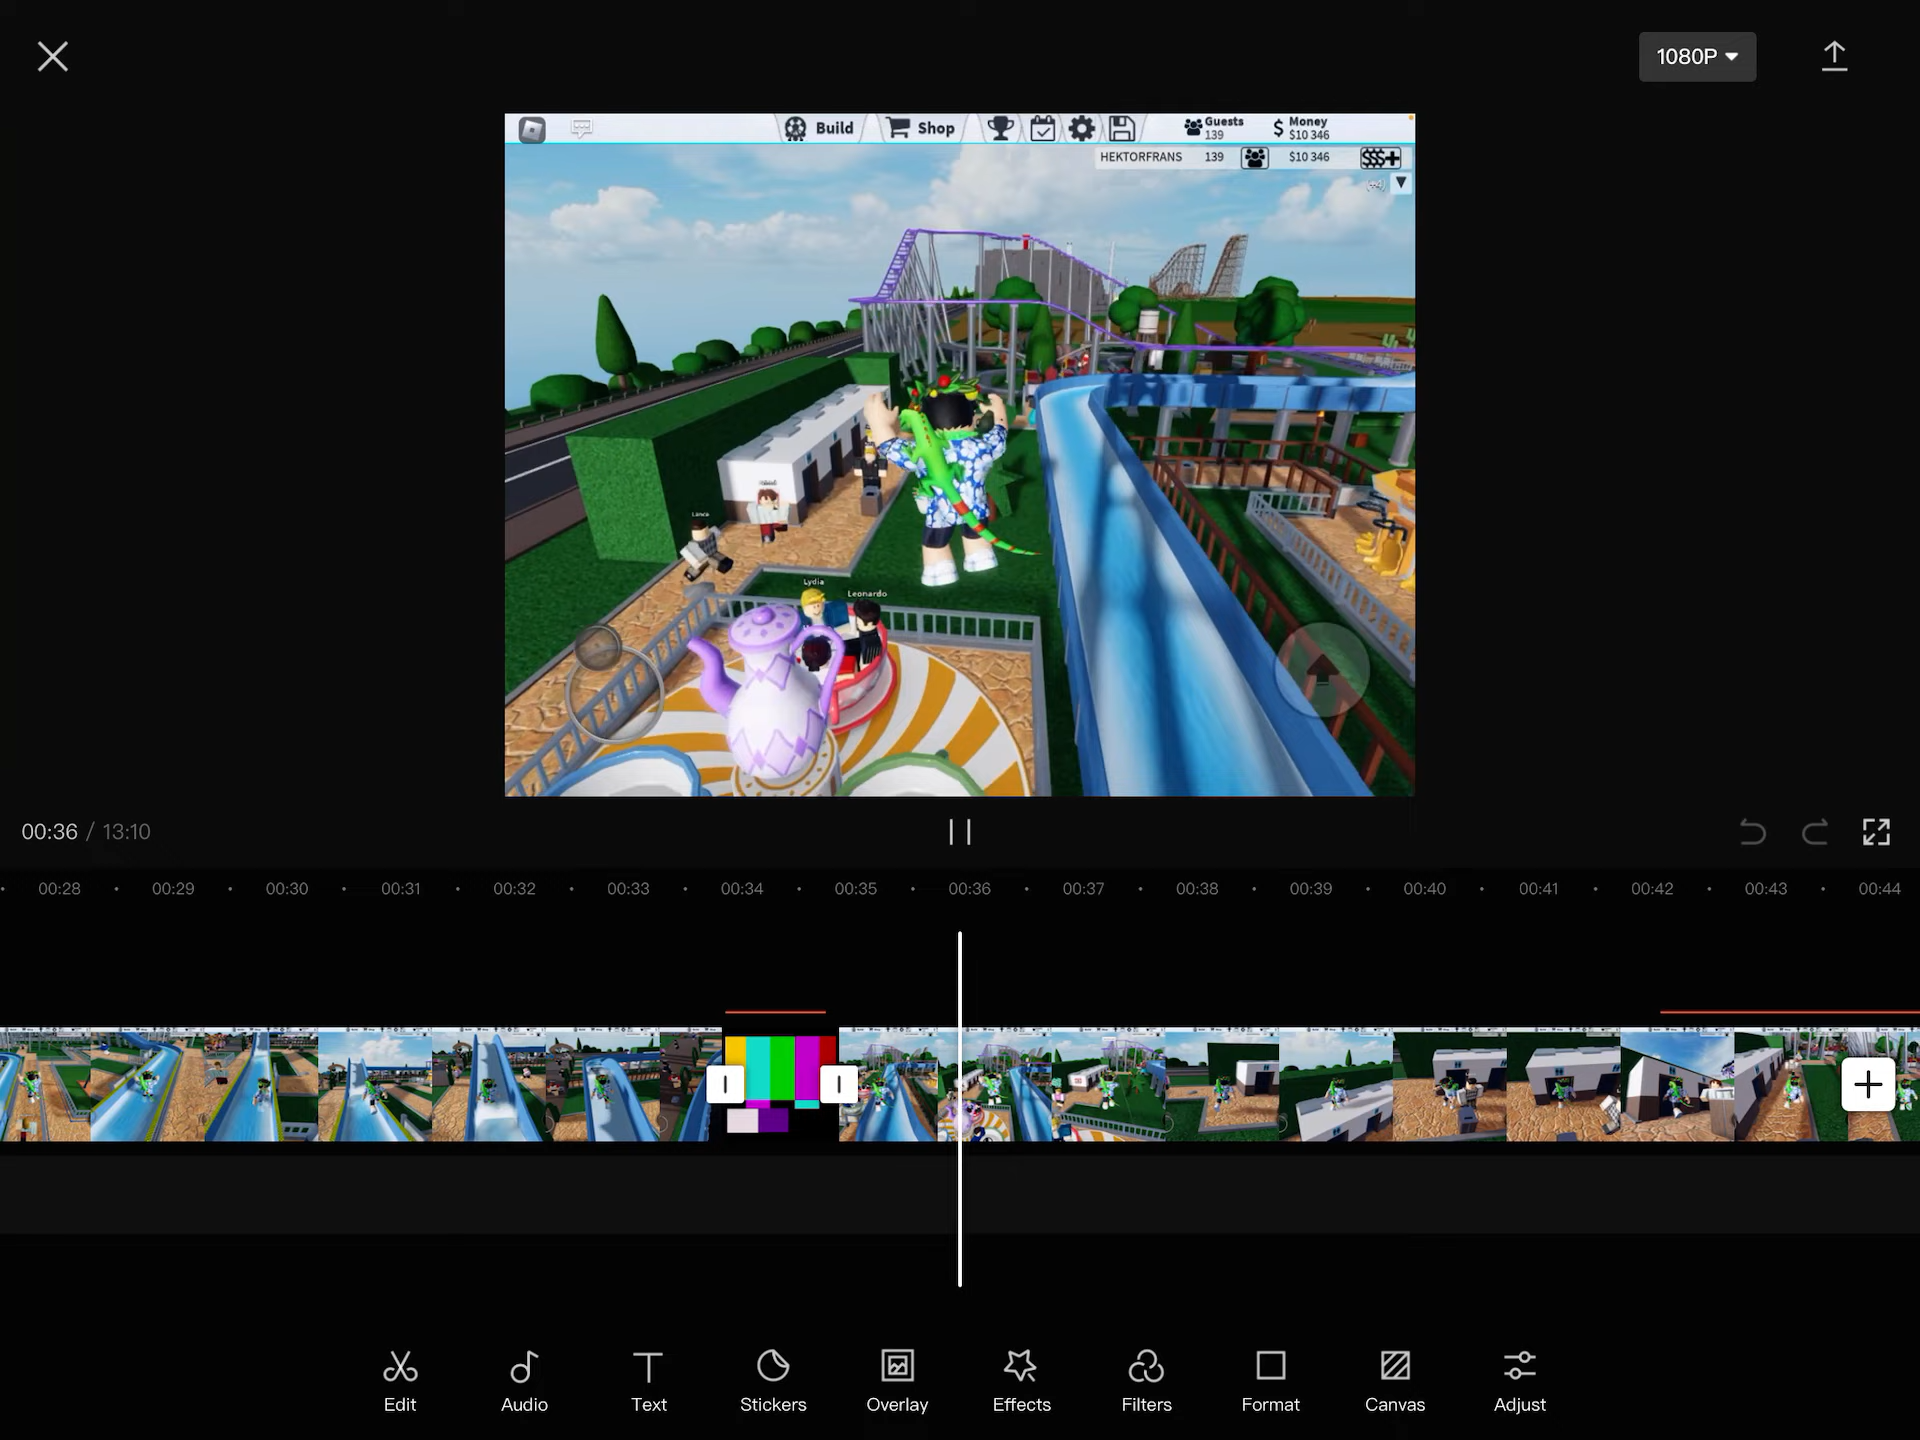 1080P
Build
Shop
Guests
139
Money
$10 346
HEKTORFRANS 139 $10 346 $$$+
Lanca
Lydia
Leonardo
00:36 / 13:10
00:28 00:29 00:30 00:31 00:32 00:33 00:34 00:35 00:36 00:37 00:38 00:39 00:40 00:41 00:42 00:43 00:44
Edit Audio Text Stickers Overlay Effects Filters Format Canvas Adjust